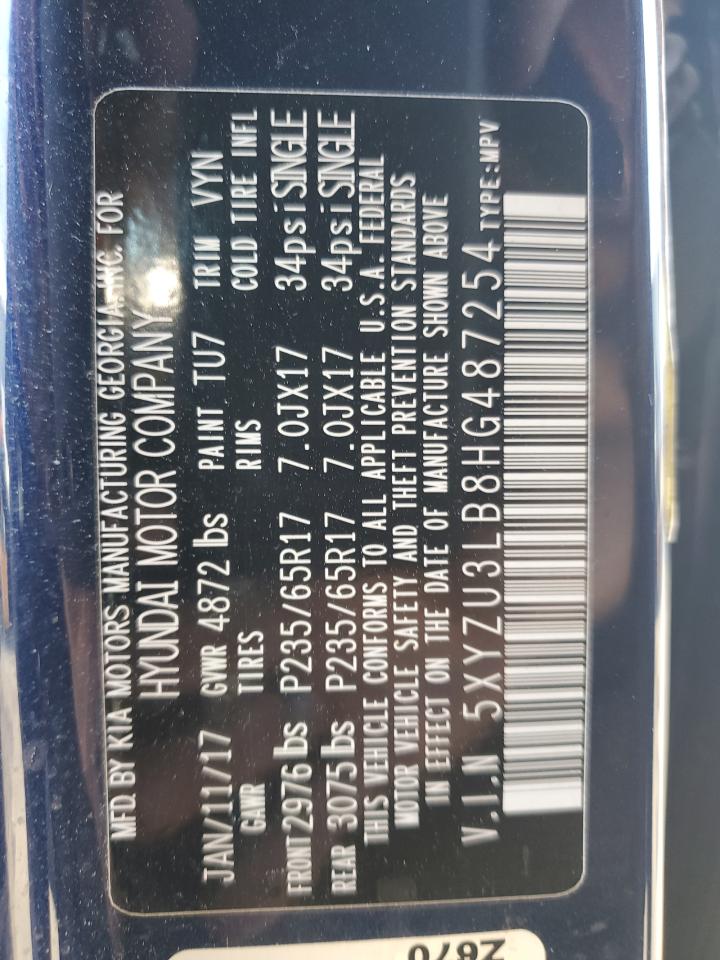 MFD. BY KIA MOTORS MANUFACTURING GEORGIA, INC. FOR
HYUNDAI MOTOR COMPANY
JAN/11/17 GVWR 4872 lbs PAINT TU7 TRIM VYN
GAWR TIRES RIMS COLD TIRE INFL
FRONT 2976 lbs P235/65R17 7.0JX17 34psi SINGLE
REAR 3075 lbs P235/65R17 7.0JX17 34psi SINGLE
THIS VEHICLE CONFORMS TO ALL APPLICABLE U.S.A. FEDERAL
MOTOR VEHICLE SAFETY AND THEFT PREVENTION STANDARDS
IN EFFECT ON THE DATE OF MANUFACTURE SHOWN ABOVE
V.I.N 5XYZU3LB8HG487254 TYPE:MPV